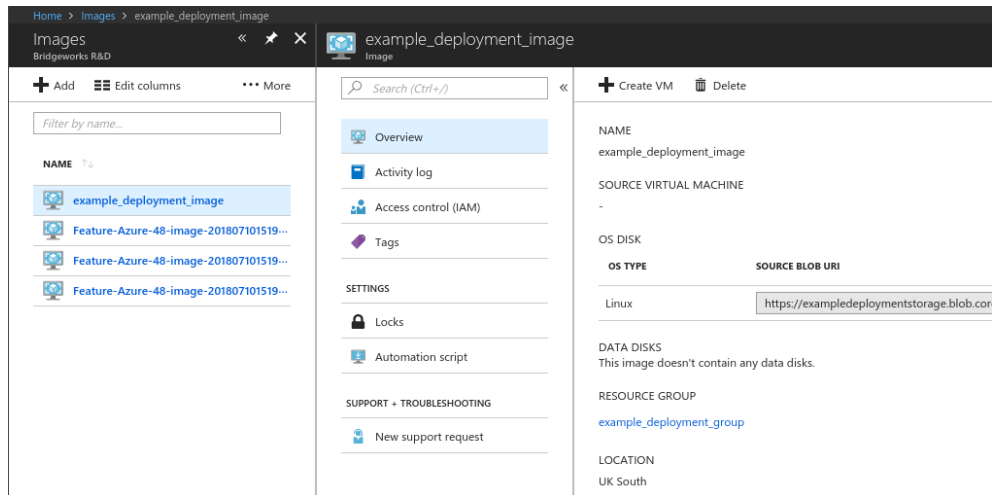 Home > Images > example_deployment_image
Images
Bridgeworks R&D
Add Edit columns ••• More
Filter by name...
NAME
example_deployment_image
Feature-Azure-48-image-201807101519···
Feature-Azure-48-image-201807101519···
Feature-Azure-48-image-201807101519···
example_deployment_image
Image
Search (Ctrl+/)
Overview
Activity log
Access control (IAM)
Tags
SETTINGS
Locks
Automation script
SUPPORT + TROUBLESHOOTING
New support request
Create VM Delete
NAME
example_deployment_image
SOURCE VIRTUAL MACHINE
-
OS DISK
OS TYPE SOURCE BLOB URI
Linux https://exampledeploymentstorage.blob.cor
DATA DISKS
This image doesn't contain any data disks.
RESOURCE GROUP
example_deployment_group
LOCATION
UK South